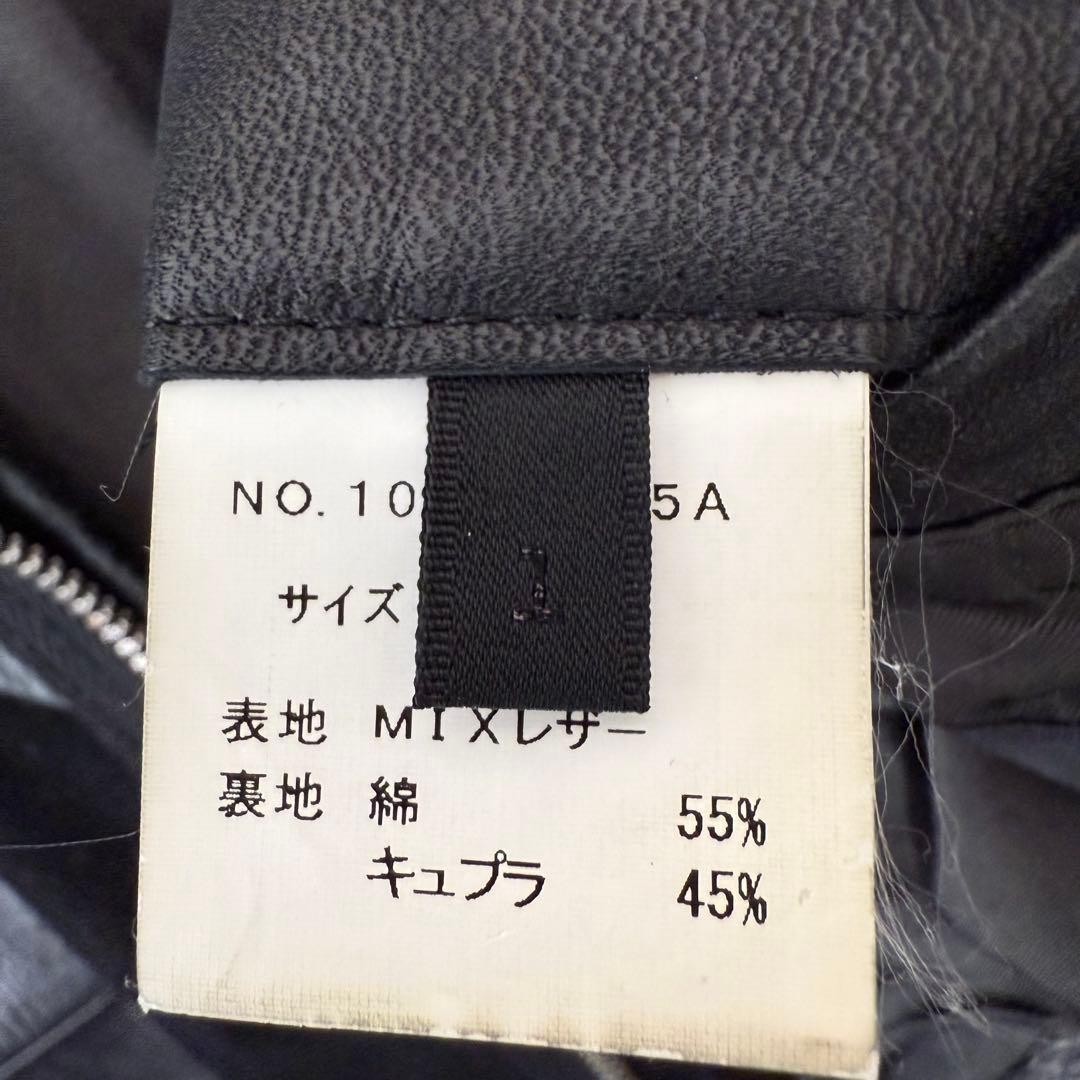 NO. 10 5A
サイズ
1
表地 MIXレザー
裏地 綿 55%
キュプラ 45%